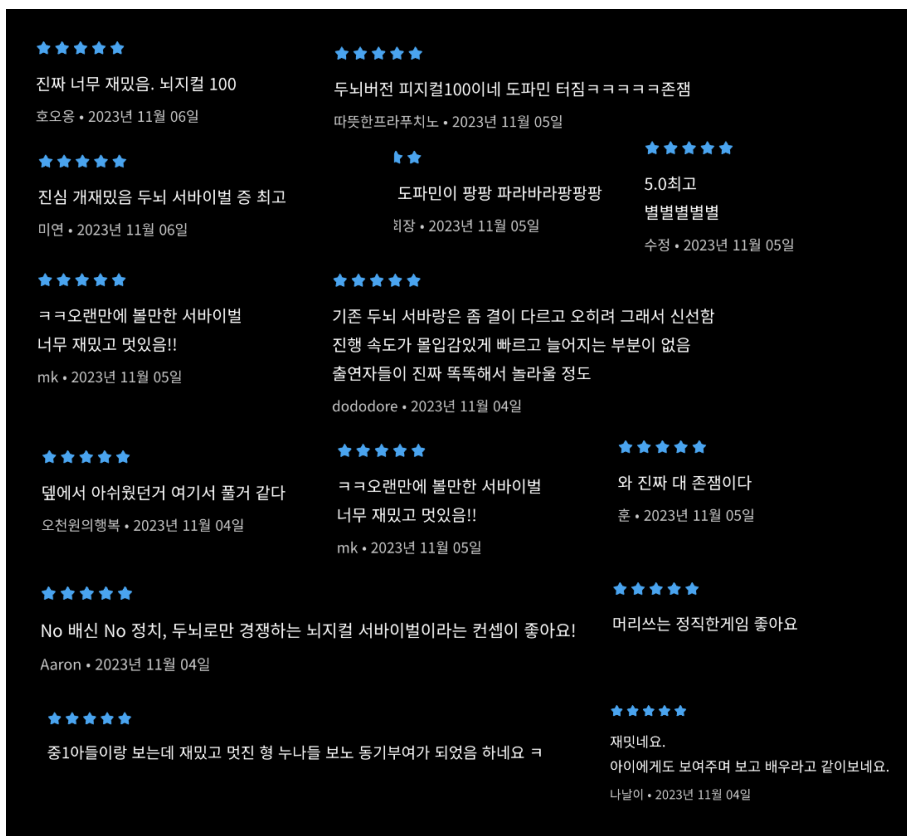 진짜 너무 재밌음. 뇌지컬 100
호오옹 • 2023년 11월 06일
두뇌버전 피지컬100이네 도파민 터짐ㅋㅋㅋㅋㅋ존잼
따뜻한프라푸치노 • 2023년 11월 05일
진심 개재밌음 두뇌 서바이벌 중 최고
미연 • 2023년 11월 06일
도파민이 팡팡 파라바라팡팡팡
회장 • 2023년 11월 05일
5.0최고
별별별별별
수정 • 2023년 11월 05일
ㅋㅋ오랜만에 볼만한 서바이벌
너무 재밌고 멋있음!!
mk • 2023년 11월 05일
기존 두뇌 서바랑은 좀 결이 다르고 오히려 그래서 신선함
진행 속도가 몰입감있게 빠르고 늘어지는 부분이 없음
출연자들이 진짜 똑똑해서 놀라울 정도
dododore • 2023년 11월 04일
뎊에서 아쉬웠던거 여기서 풀거 같다
오천원의행복 • 2023년 11월 04일
ㅋㅋ오랜만에 볼만한 서바이벌
너무 재밌고 멋있음!!
mk • 2023년 11월 05일
와 진짜 대 존잼이다
훈 • 2023년 11월 05일
No 배신 No 정치, 두뇌로만 경쟁하는 뇌지컬 서바이벌이라는 컨셉이 좋아요!
Aaron • 2023년 11월 04일
머리쓰는 정직한게임 좋아요
중1아들이랑 보는데 재밌고 멋진 형 누나들 보노 동기부여가 되었음 하네요 ㅋ
재밋네요.
아이에게도 보여주며 보고 배우라고 같이보네요.
나날이 • 2023년 11월 04일